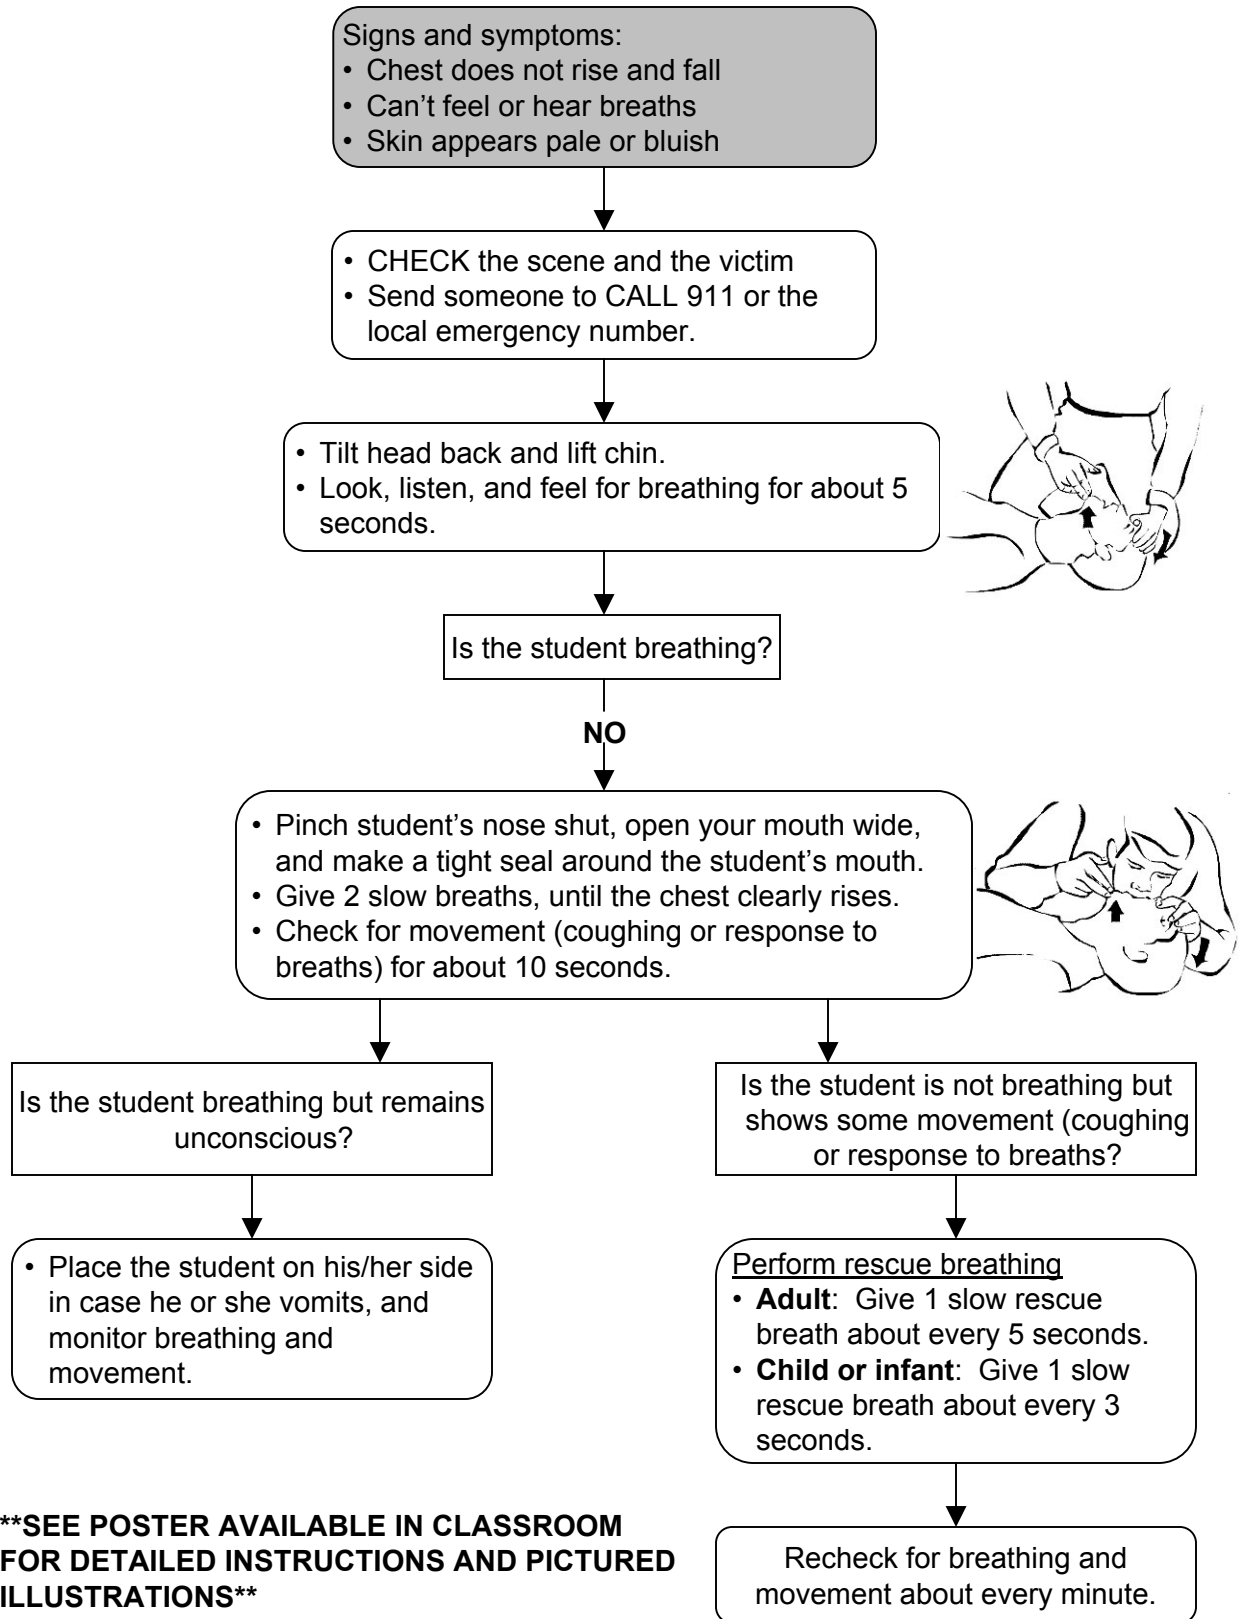 Signs and symptoms:
• Chest does not rise and fall
• Can't feel or hear breaths
• Skin appears pale or bluish
• CHECK the scene and the victim
• Send someone to CALL 911 or the
local emergency number.
• Tilt head back and lift chin.
• Look, listen, and feel for breathing for about 5
seconds.
Is the student breathing?
NO
• Pinch student's nose shut, open your mouth wide,
and make a tight seal around the student's mouth.
• Give 2 slow breaths, until the chest clearly rises.
• Check for movement (coughing or response to
breaths) for about 10 seconds.
Is the student breathing but remains
unconscious?
• Place the student on his/her side
in case he or she vomits, and
monitor breathing and
movement.
Is the student is not breathing but
shows some movement (coughing
or response to breaths?
Perform rescue breathing
• Adult: Give 1 slow rescue
breath about every 5 seconds.
• Child or infant: Give 1 slow
rescue breath about every 3
seconds.
Recheck for breathing and
movement about every minute.
**SEE POSTER AVAILABLE IN CLASSROOM
FOR DETAILED INSTRUCTIONS AND PICTURED
ILLUSTRATIONS**